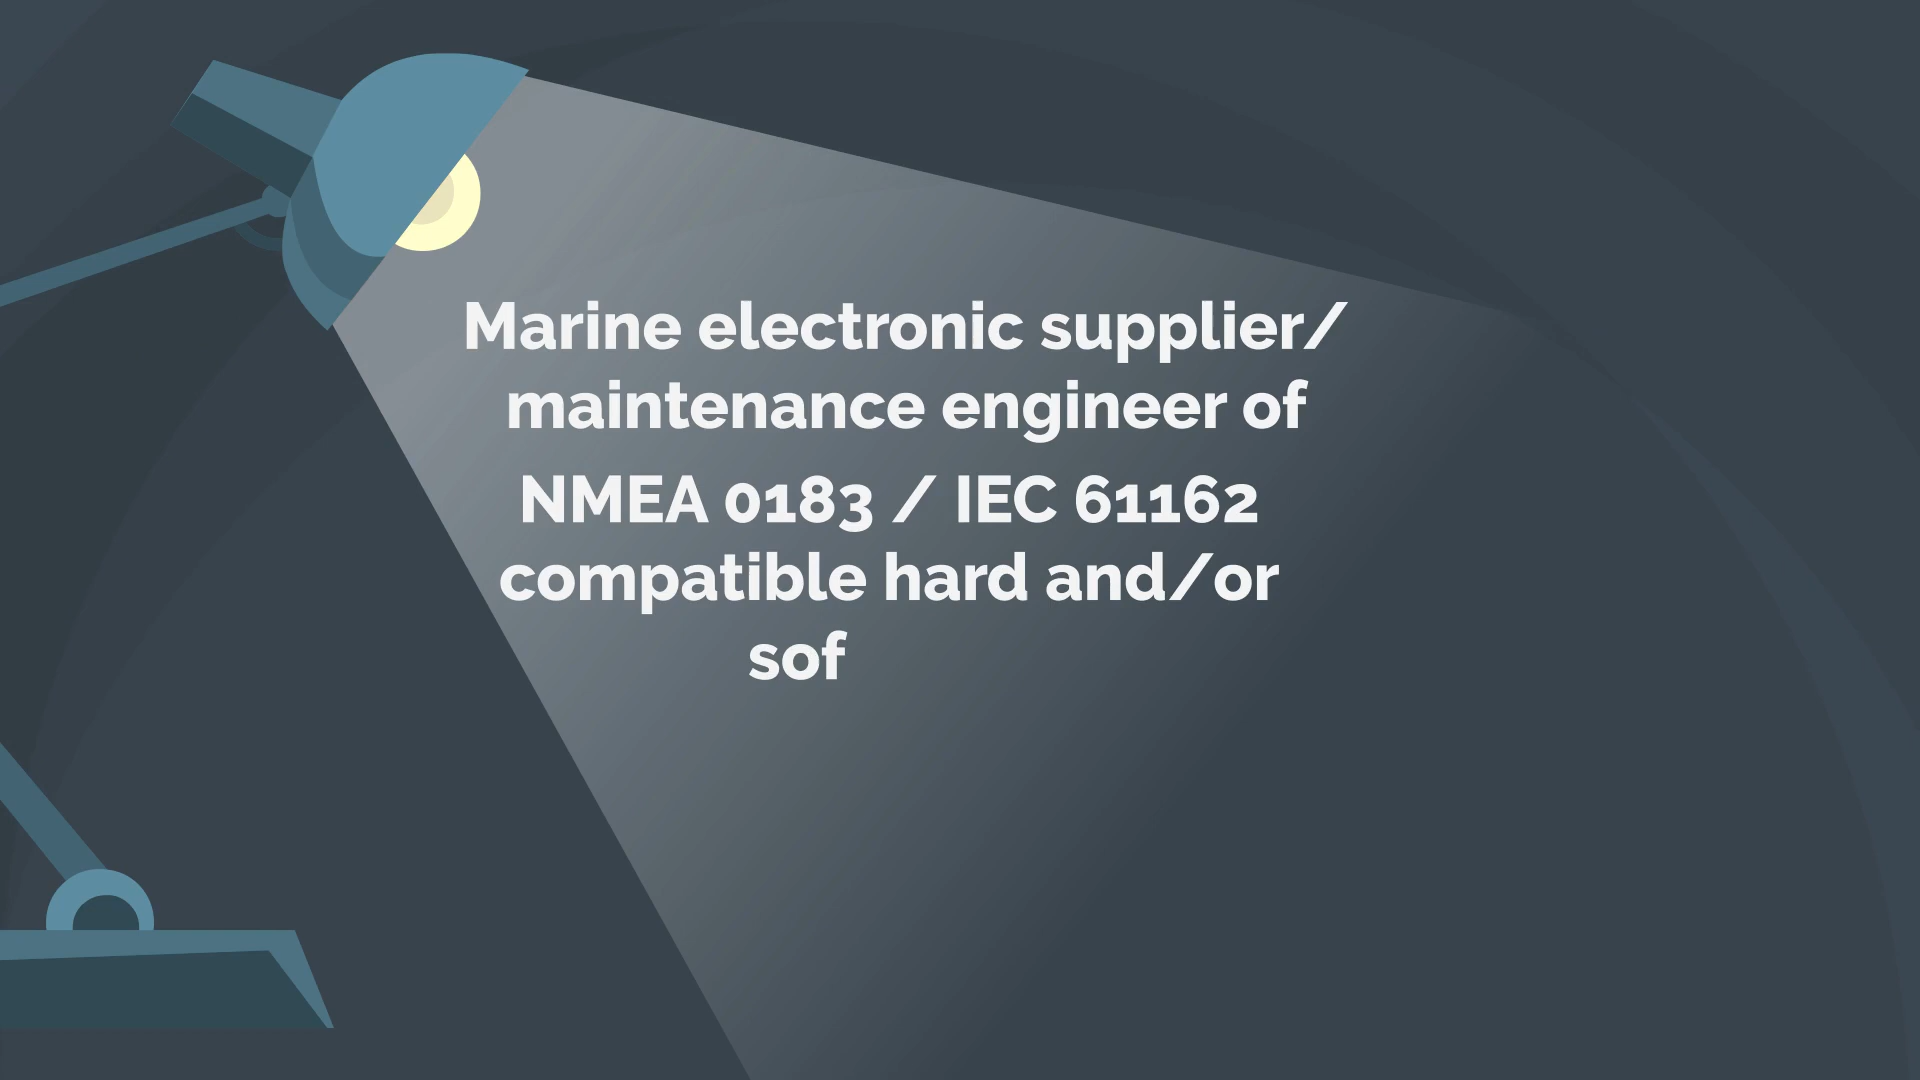 Marine electronic supplier/
maintenance engineer of
NMEA 0183 / IEC 61162
compatible hard and/or
sof